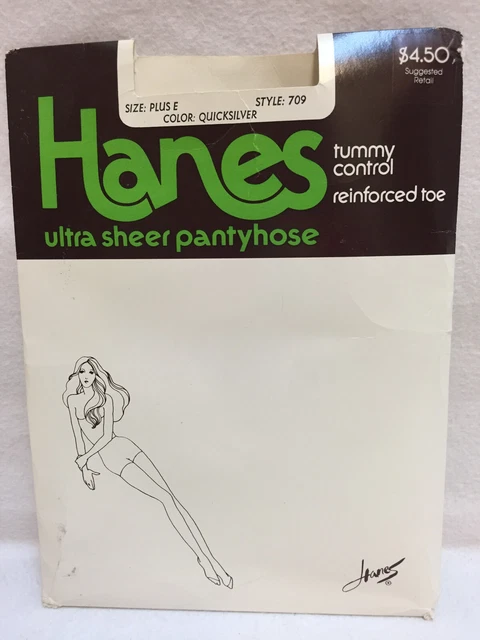 $4.50
Suggested
Retail
SIZE: PLUS E STYLE: 709
COLOR: QUICKSILVER
Hanes
tummy
control
reinforced toe
ultra sheer pantyhose
Hanes
®